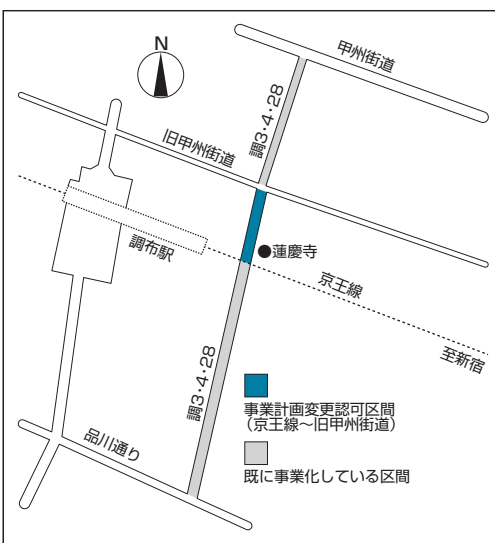 N
甲州街道
調3・4・28
旧甲州街道
調布駅
●蓮慶寺
京王線
至新宿
調3・4・28
事業計画変更認可区間
（京王線〜旧甲州街道）
品川通り
既に事業化している区間